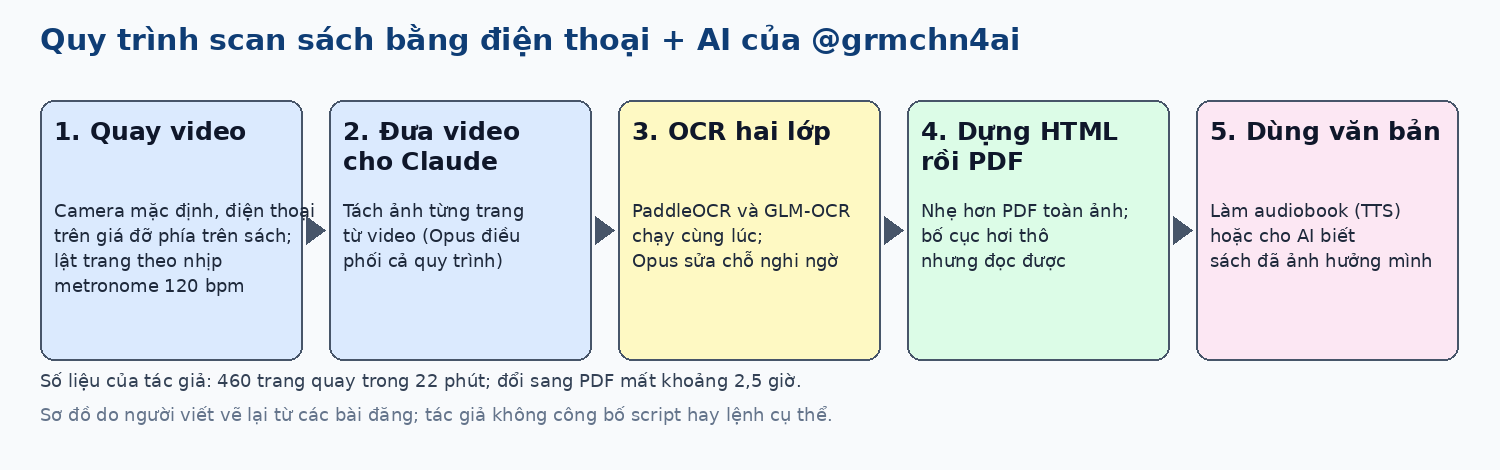 Quy trình scan sách bằng điện thoại + AI của @grmchn4ai
1. Quay video
Camera mặc định, điện thoại
trên giá đỡ phía trên sách;
lật trang theo nhịp
metronome 120 bpm
2. Đưa video
cho Claude
Tách ảnh từng trang
từ video (Opus điều
phối cả quy trình)
3. OCR hai lớp
PaddleOCR và GLM-OCR
chạy cùng lúc;
Opus sửa chỗ nghi ngờ
4. Dựng HTML
rồi PDF
Nhẹ hơn PDF toàn ảnh;
bố cục hơi thô
nhưng đọc được
5. Dùng văn bản
Làm audiobook (TTS)
hoặc cho AI biết
sách đã ảnh hưởng mình
Số liệu của tác giả: 460 trang quay trong 22 phút; đổi sang PDF mất khoảng 2,5 giờ.
Sơ đồ do người viết vẽ lại từ các bài đăng; tác giả không công bố script hay lệnh cụ thể.